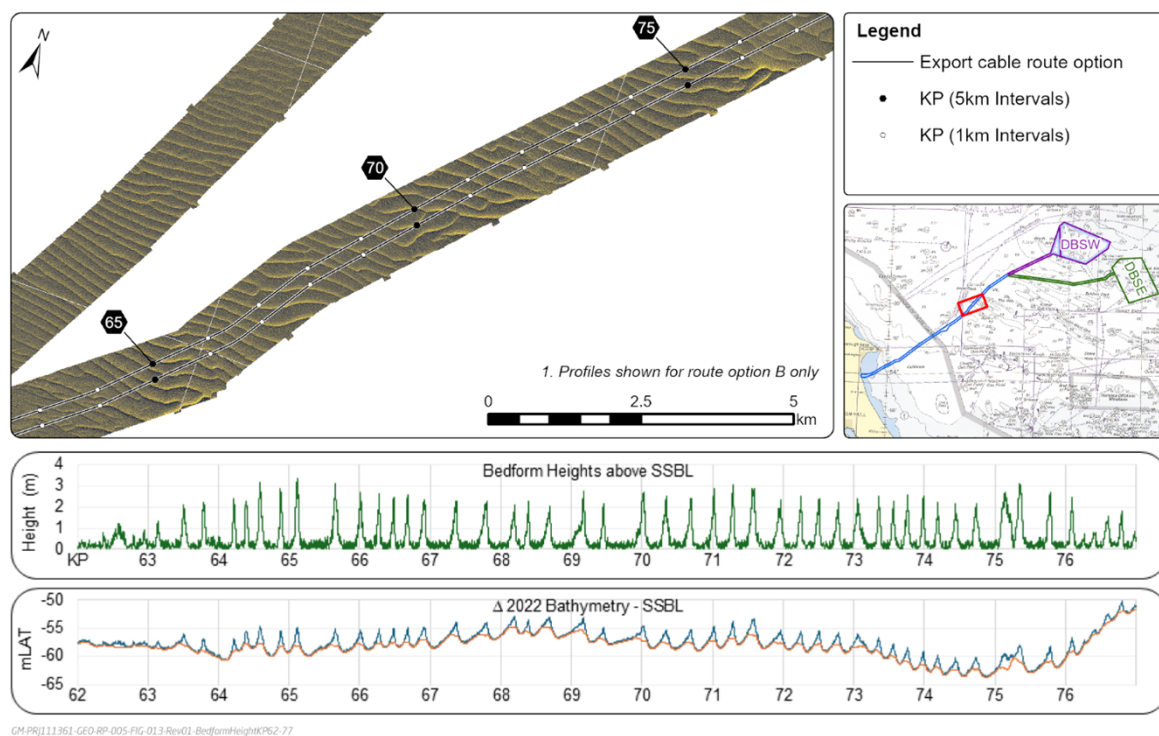 75
N
70
65
1. Profiles shown for route option B only
0 2.5 5
km
Legend
Export cable route option
KP (5km Intervals)
KP (1km Intervals)
DBSW
DBSE
Bedform Heights above SSBL
Height (m)
4
3
2
1
0
KP 63 64 65 66 67 68 69 70 71 72 73 74 75 76
Δ 2022 Bathymetry - SSBL
mLAT
-50
-55
-60
-65
62 63 64 65 66 67 68 69 70 71 72 73 74 75 76
GM-PRJ111361-GEO-RP-005-FIG-013-Rev01-BedformHeightKP62-77